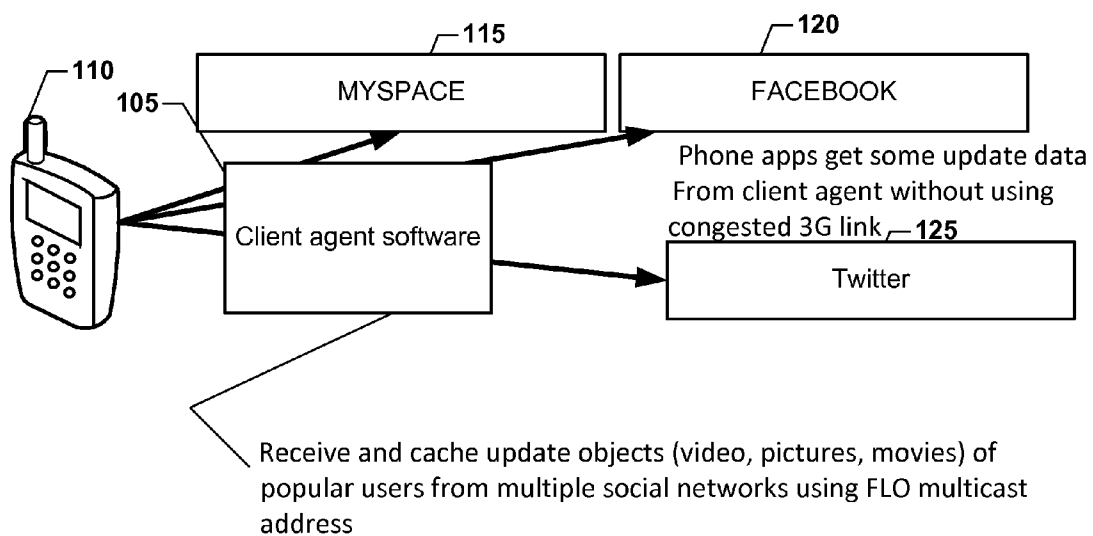 115
120
110
MYSPACE
FACEBOOK
105
Phone apps get some update data
From client agent without using
congested 3G link
125
Client agent software
Twitter
Receive and cache update objects (video, pictures, movies) of
popular users from multiple social networks using FLO multicast
address